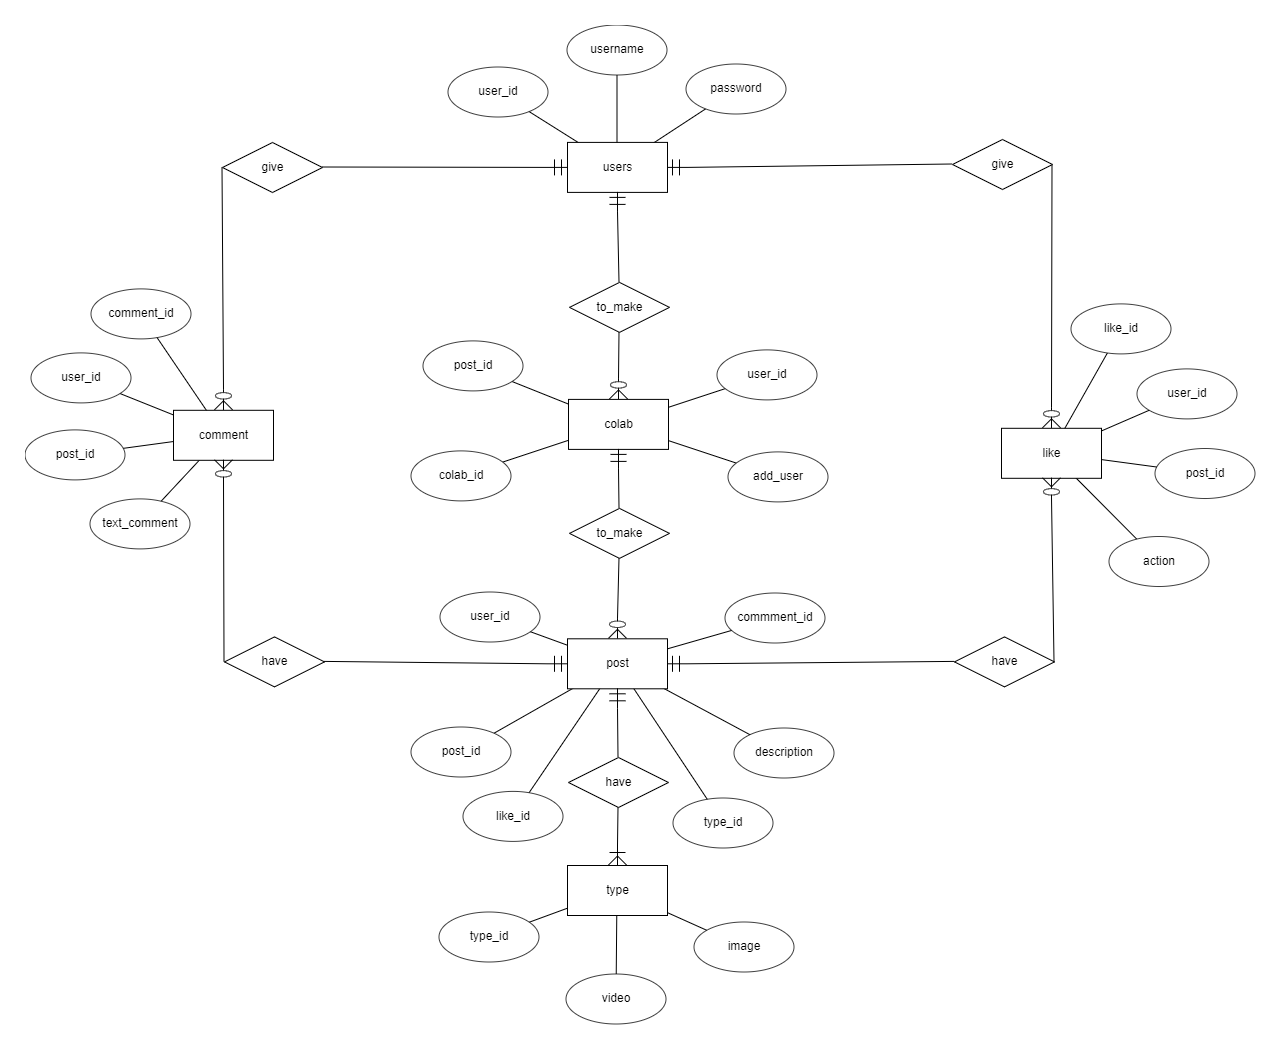 username
user_id
password
users
give
give
to_make
comment_id
like_id
post_id
user_id
user_id
user_id
comment
colab
like
post_id
colab_id
add_user
post_id
text_comment
to_make
action
user_id
commment_id
have
post
have
post_id
description
have
like_id
type_id
type
type_id
image
video